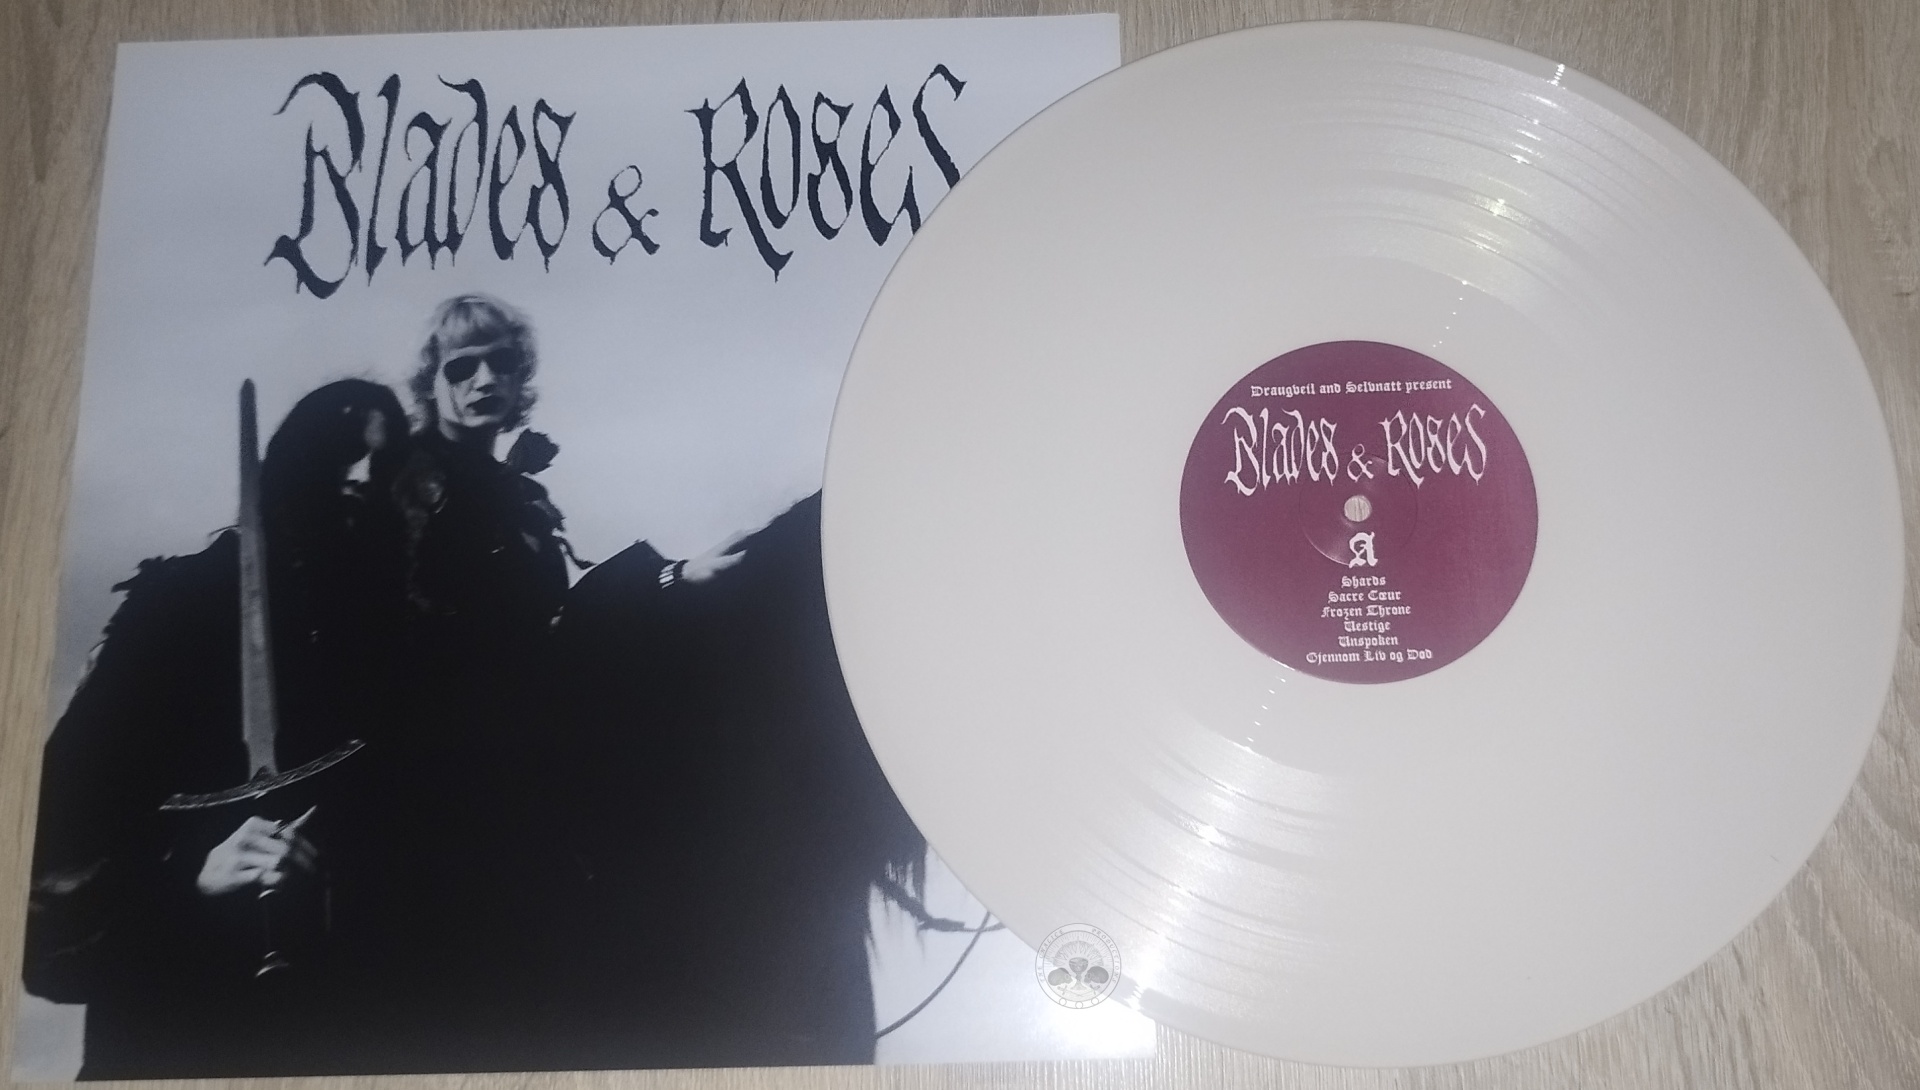 Blades & Roses
Draugveil and Selvnatt present
Blades & Roses
A
Shards
Sacre Cœur
Frozen Throne
Vestige
Unspoken
Gjennom Liv og Død